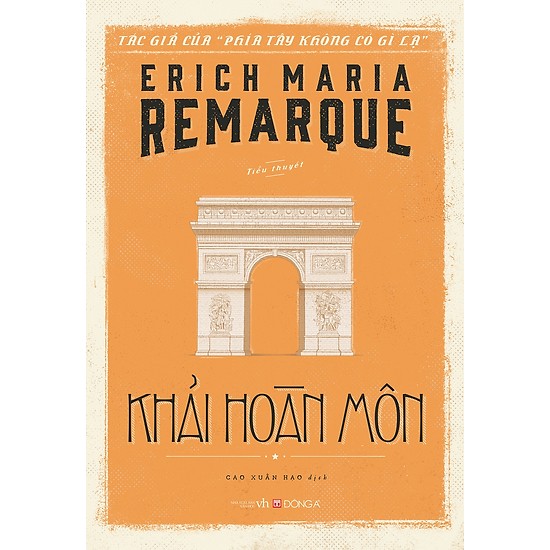 TÁC GIẢ CỦA "PHÍA TÂY KHÔNG CÓ GÌ LẠ"
ERICH MARIA
REMARQUE
Tiểu thuyết
KHẢI HOÀN MÔN
CAO XUÂN HẠO dịch
vh ĐÔNG A